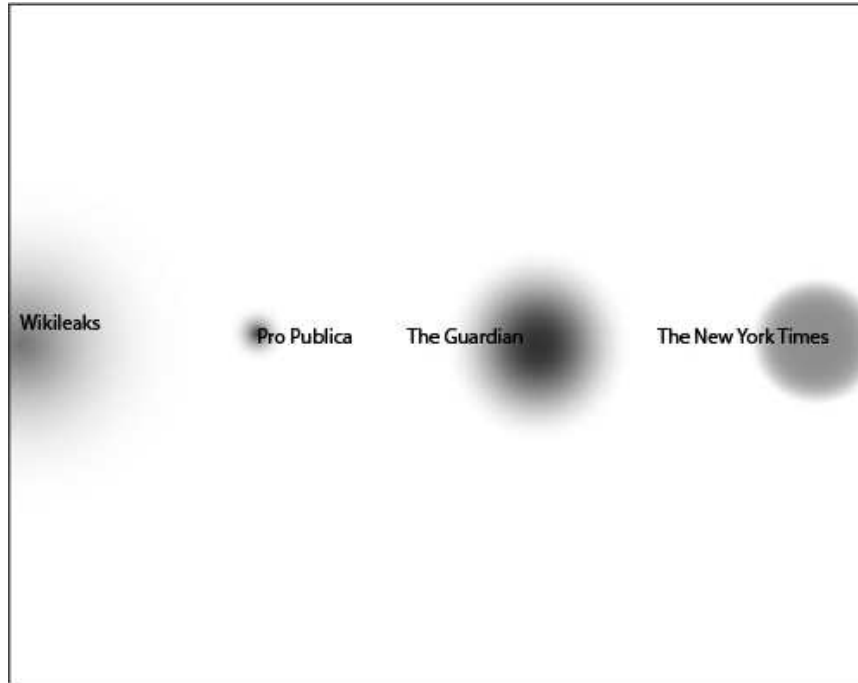 Wikileaks
Pro Publica
The Guardian
The New York Times